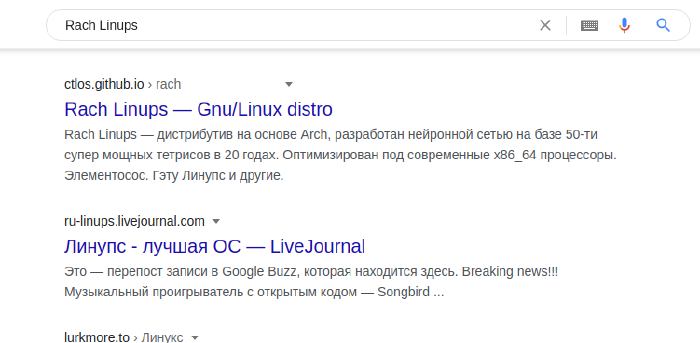 Rach Linups
ctlos.github.io › rach
Rach Linups — Gnu/Linux distro
Rach Linups — дистрибутив на основе Arch, разработан нейронной сетью на базе 50-ти
супер мощных тетрисов в 20 годах. Оптимизирован под современные x86_64 процессоры.
Элементосос. Гэту Линупс и другие.
ru-linups.livejournal.com
Линупс - лучшая ОС — LiveJournal
Это — перепост записи в Google Buzz, которая находится здесь. Breaking news!!!
Музыкальный проигрыватель с открытым кодом — Songbird ...
lurkmore.to › Линукс